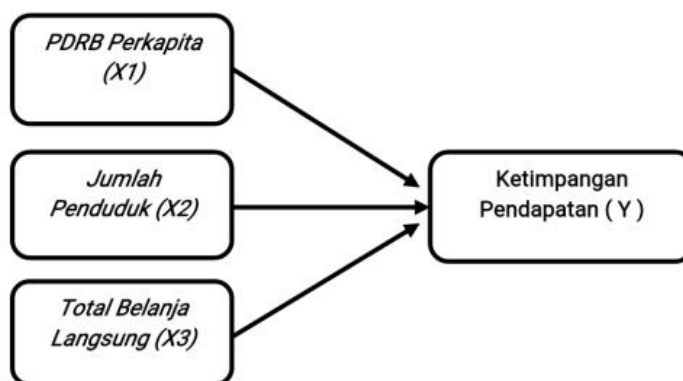 PDRB Perkapita
(X1)
Jumlah
Penduduk (X2)
Total Belanja
Langsung (X3)
Ketimpangan
Pendapatan ( Y )